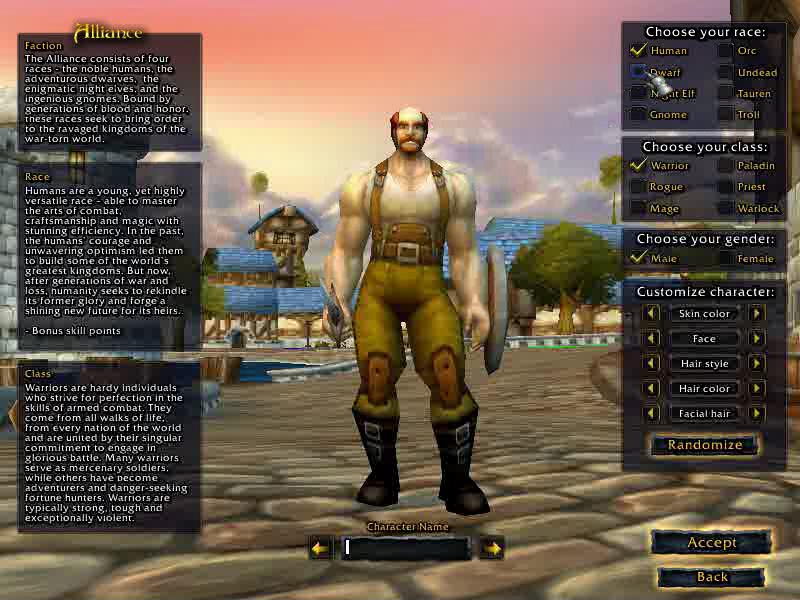 Alliance
Faction
The Alliance consists of four
races - the noble humans, the
adventurous dwarves, the
enigmatic night elves, and the
ingenious gnomes. Bound by
generations of blood and honor,
these races seek to bring order
to the ravaged kingdoms of the
war-torn world.
Race
Humans are a young, yet highly
versatile race - able to master
the arts of combat,
craftsmanship and magic with
stunning efficiency. In the past,
the humans' courage and
unwavering optimism led them
to build some of the world's
greatest kingdoms. But now,
after generations of war and
loss, humanity seeks to rekindle
its former glory and forge a
shining new future for its heirs.
- Bonus skill points
Class
Warriors are hardy individuals
who strive for perfection in the
skills of armed combat. They
come from all walks of life,
from every nation of the world
and are united by their singular
commitment to engage in
glorious battle. Many warriors
serve as mercenary soldiers,
while others have become
adventurers and danger-seeking
fortune hunters. Warriors are
typically strong, tough and
exceptionally violent.
Character Name
Choose your race:
Human Orc
Dwarf Undead
Night Elf Tauren
Gnome Troll
Choose your class:
Warrior Paladin
Rogue Priest
Mage Warlock
Choose your gender:
Male Female
Customize character:
Skin color
Face
Hair style
Hair color
Facial hair
Randomize
Accept
Back